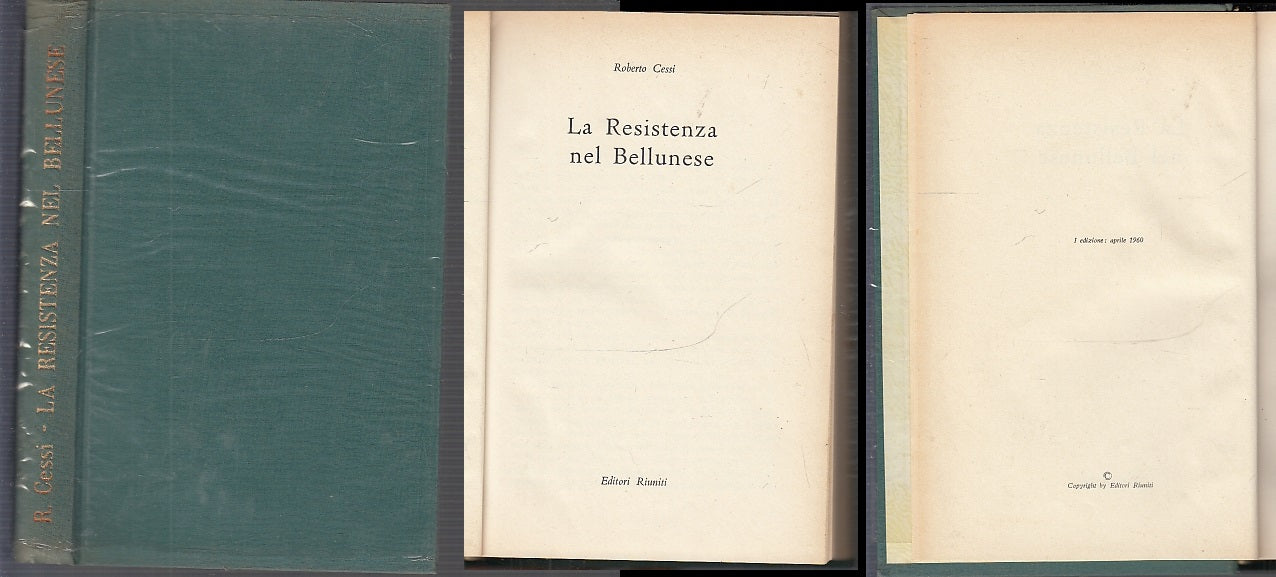 R. Cessi - LA RESISTENZA NEL BELLUNESE
Roberto Cessi
La Resistenza
nel Bellunese
Editori Riuniti
I edizione: aprile 1960
©
Copyright by Editori Riuniti